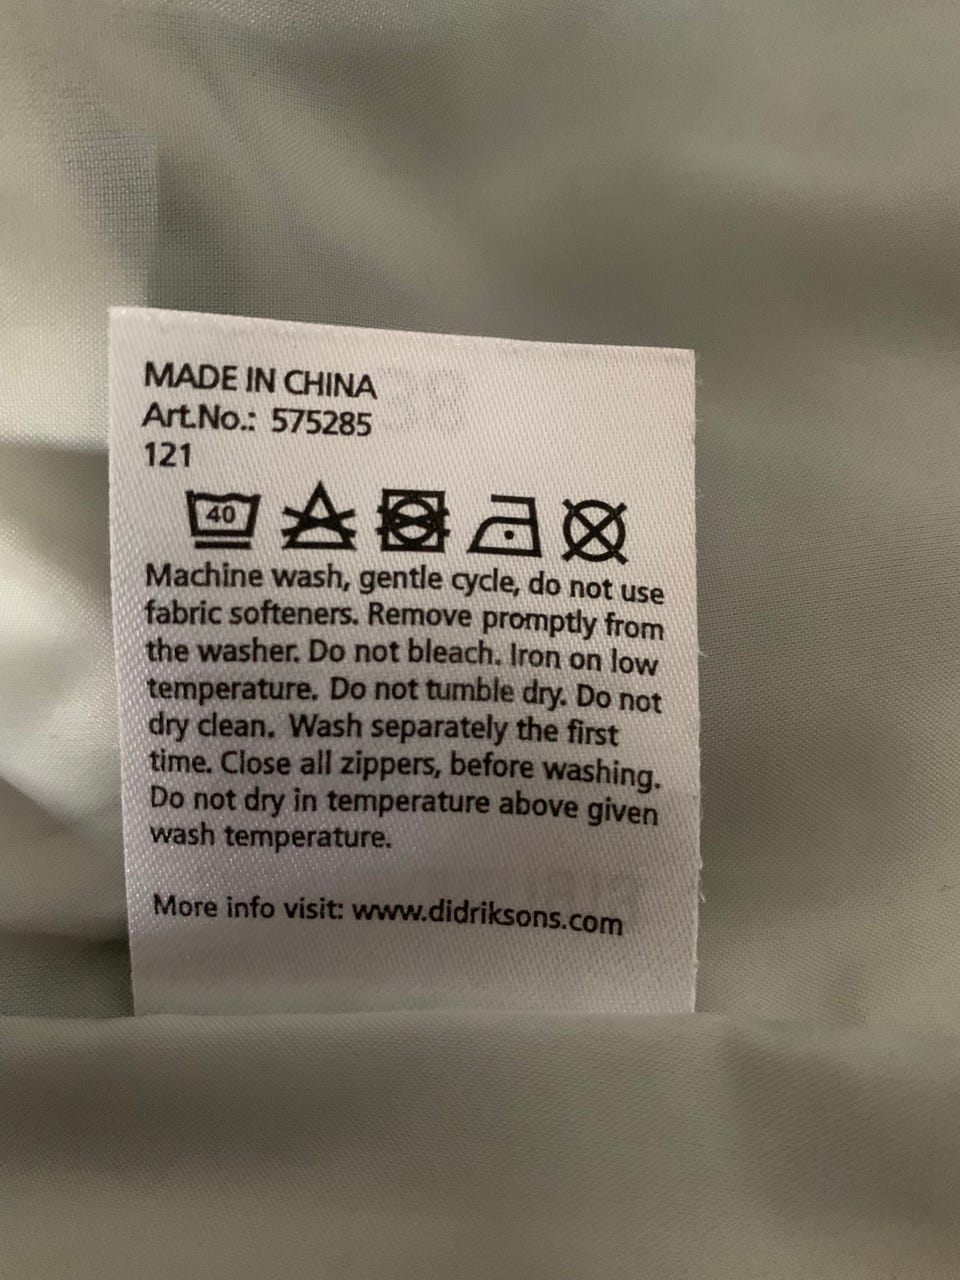 MADE IN CHINA
Art.No.: 575285
121
40
Machine wash, gentle cycle, do not use
fabric softeners. Remove promptly from
the washer. Do not bleach. Iron on low
temperature. Do not tumble dry. Do not
dry clean. Wash separately the first
time. Close all zippers, before washing.
Do not dry in temperature above given
wash temperature.
More info visit: www.didriksons.com